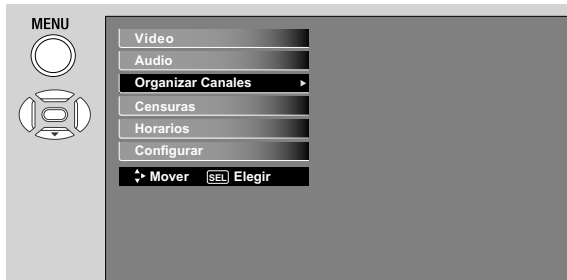 MENU
Video
Audio
Organizar Canales
Censuras
Horarios
Configurar
Mover SEL Elegir